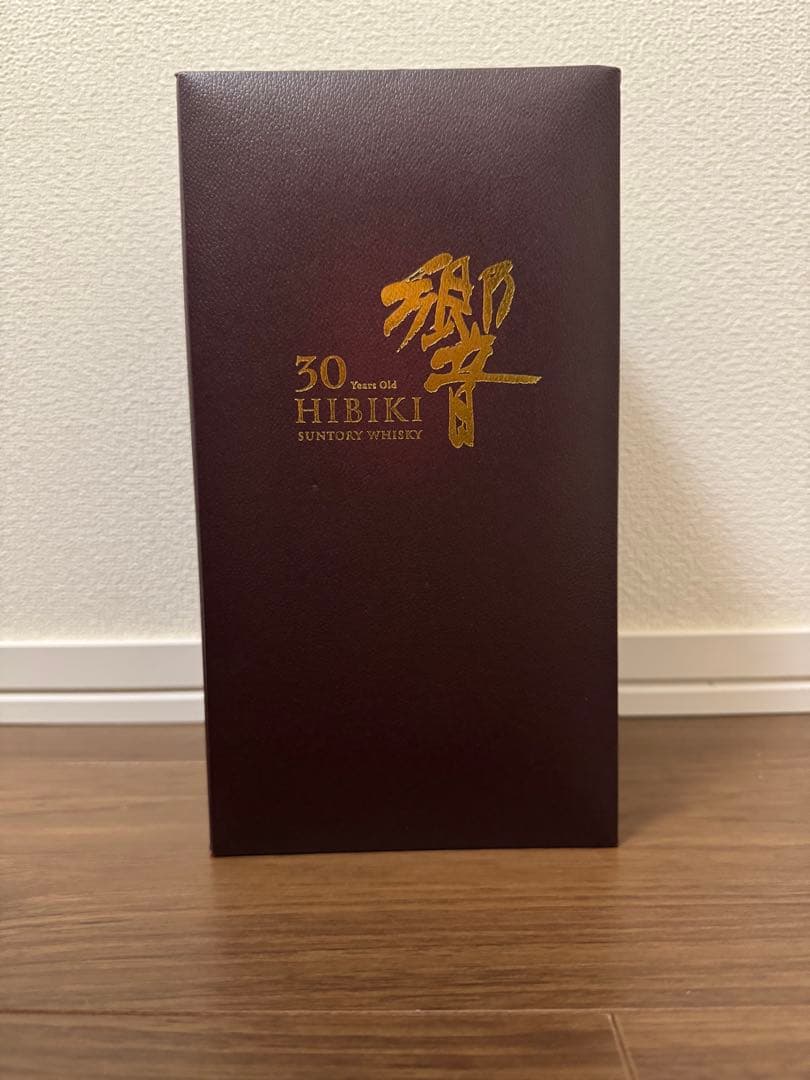 響
30 Years Old
HIBIKI
SUNTORY WHISKY